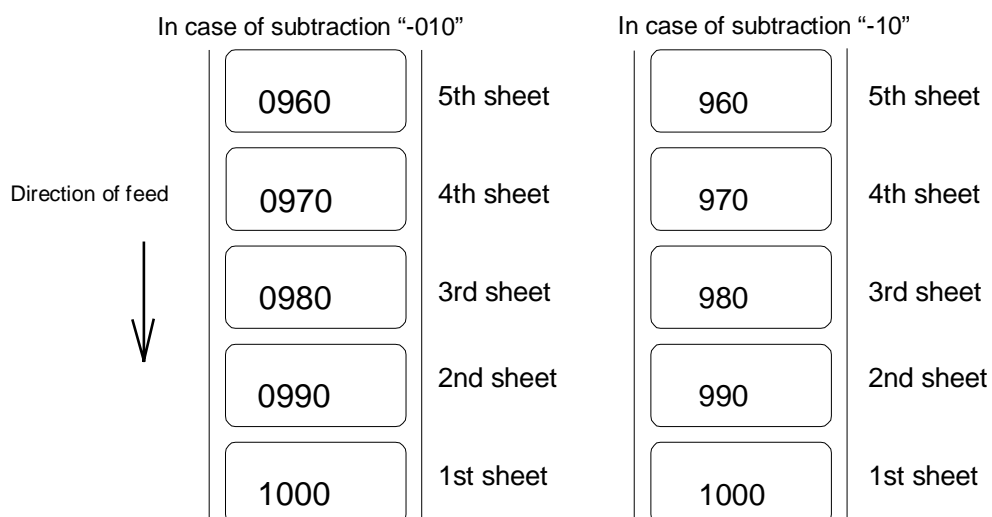 In case of subtraction “-010”
In case of subtraction “-10”
0960 5th sheet
960 5th sheet
Direction of feed
0970 4th sheet
970 4th sheet
0980 3rd sheet
980 3rd sheet
0990 2nd sheet
990 2nd sheet
1000 1st sheet
1000 1st sheet